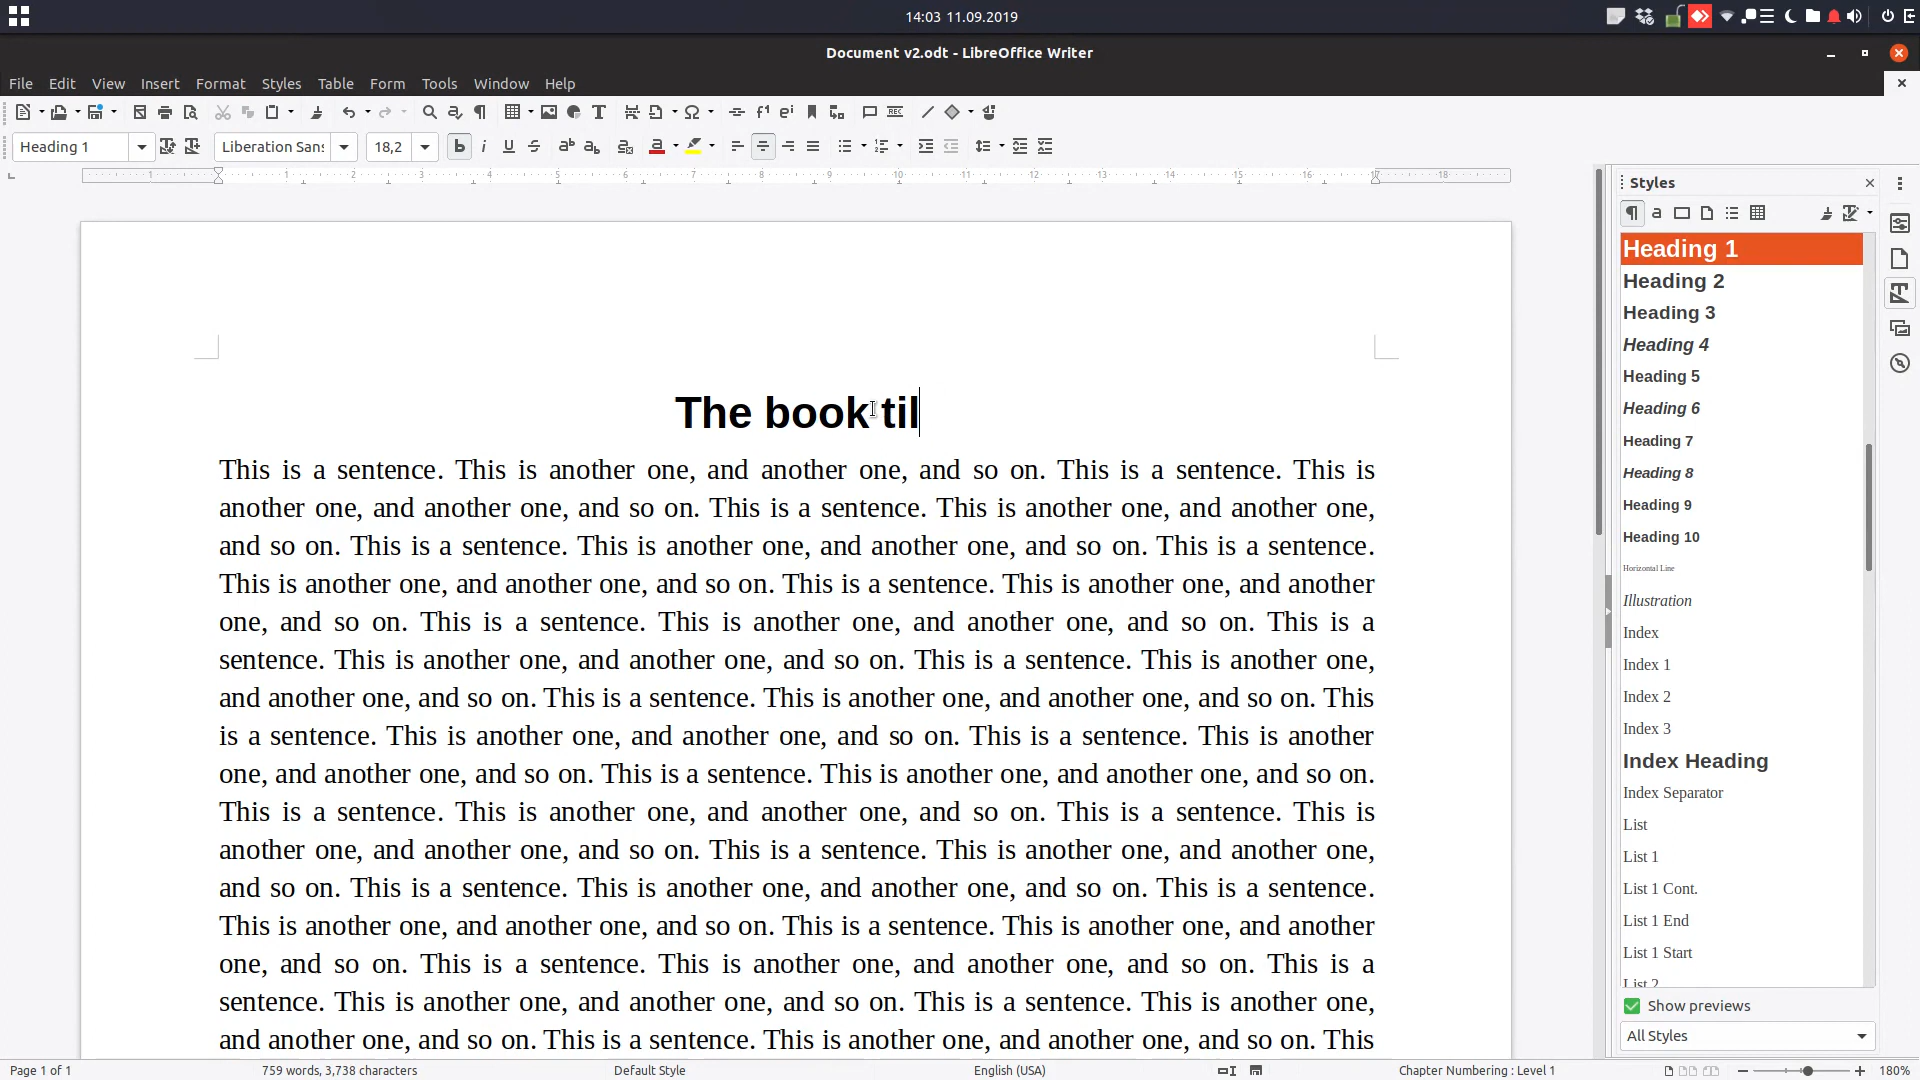 14:03 11.09.2019
Document v2.odt - LibreOffice Writer
File Edit View Insert Format Styles Table Form Tools Window Help
Heading 1 Liberation Sans 18,2
1 1 2 3 4 5 6 7 8 9 10 11 12 13 14 15 16 17 18
The book til
This is a sentence. This is another one, and another one, and so on. This is a sentence. This is
another one, and another one, and so on. This is a sentence. This is another one, and another one,
and so on. This is a sentence. This is another one, and another one, and so on. This is a sentence.
This is another one, and another one, and so on. This is a sentence. This is another one, and another
one, and so on. This is a sentence. This is another one, and another one, and so on. This is a
sentence. This is another one, and another one, and so on. This is a sentence. This is another one,
and another one, and so on. This is a sentence. This is another one, and another one, and so on. This
is a sentence. This is another one, and another one, and so on. This is a sentence. This is another
one, and another one, and so on. This is a sentence. This is another one, and another one, and so on.
This is a sentence. This is another one, and another one, and so on. This is a sentence. This is
another one, and another one, and so on. This is a sentence. This is another one, and another one,
and so on. This is a sentence. This is another one, and another one, and so on. This is a sentence.
This is another one, and another one, and so on. This is a sentence. This is another one, and another
one, and so on. This is a sentence. This is another one, and another one, and so on. This is a
sentence. This is another one, and another one, and so on. This is a sentence. This is another one,
and another one, and so on. This is a sentence. This is another one, and another one, and so on. This
Styles
Heading 1
Heading 2
Heading 3
Heading 4
Heading 5
Heading 6
Heading 7
Heading 8
Heading 9
Heading 10
Horizontal Line
Illustration
Index
Index 1
Index 2
Index 3
Index Heading
Index Separator
List
List 1
List 1 Cont.
List 1 End
List 1 Start
List 2
Show previews
All Styles
Page 1 of 1 759 words, 3,738 characters Default Style English (USA) Chapter Numbering : Level 1 180%